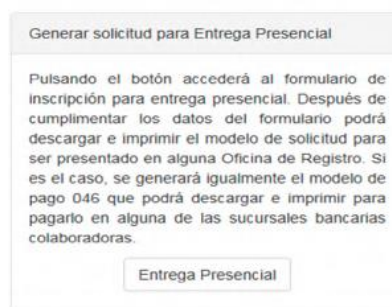 Generar solicitud para Entrega Presencial
Pulsando el botón accederá al formulario de
inscripción para entrega presencial. Después de
cumplimentar los datos del formulario podrá
descargar e imprimir el modelo de solicitud para
ser presentado en alguna Oficina de Registro. Si
es el caso, se generará igualmente el modelo de
pago 046 que podrá descargar e imprimir para
pagarlo en alguna de las sucursales bancarias
colaboradoras.
Entrega Presencial